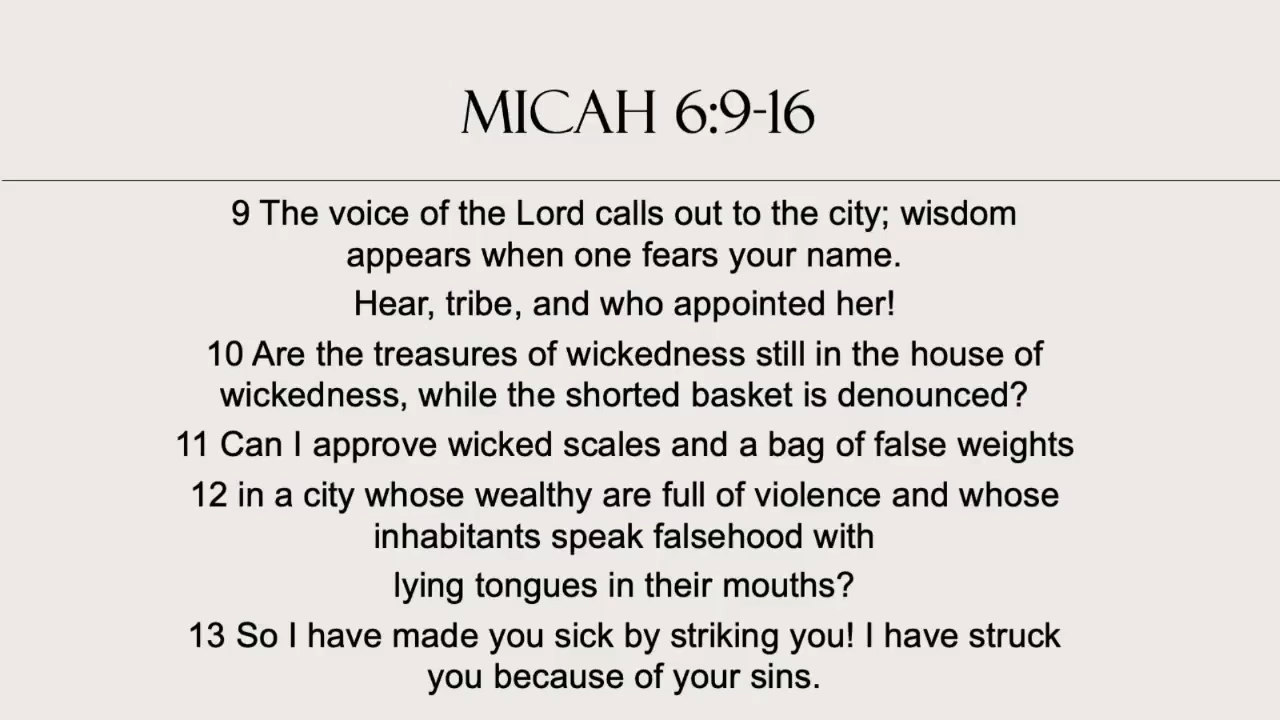 MICAH 6:9-16
9 The voice of the Lord calls out to the city; wisdom
appears when one fears your name.
Hear, tribe, and who appointed her!
10 Are the treasures of wickedness still in the house of
wickedness, while the shorted basket is denounced?
11 Can I approve wicked scales and a bag of false weights
12 in a city whose wealthy are full of violence and whose
inhabitants speak falsehood with
lying tongues in their mouths?
13 So I have made you sick by striking you! I have struck
you because of your sins.